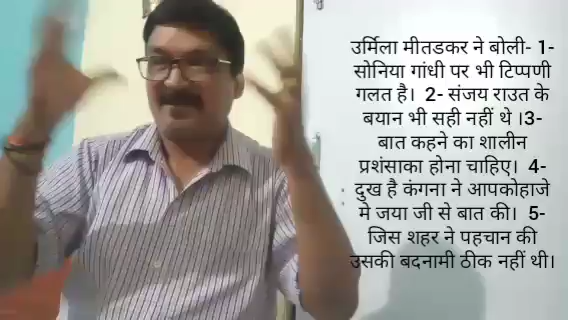 उर्मिला मीतडकर ने बोली- 1-
सोनिया गांधी पर भी टिप्पणी
गलत है।  2- संजय राउत के
बयान भी सही नहीं थे ।3-
बात कहने का शालीन
प्रशंसाका होना चाहिए।  4-
दुख है कंगना ने आपकोहाजे
मे जया जी से बात की।  5-
जिस शहर ने पहचान की
उसकी बदनामी ठीक नहीं थी।